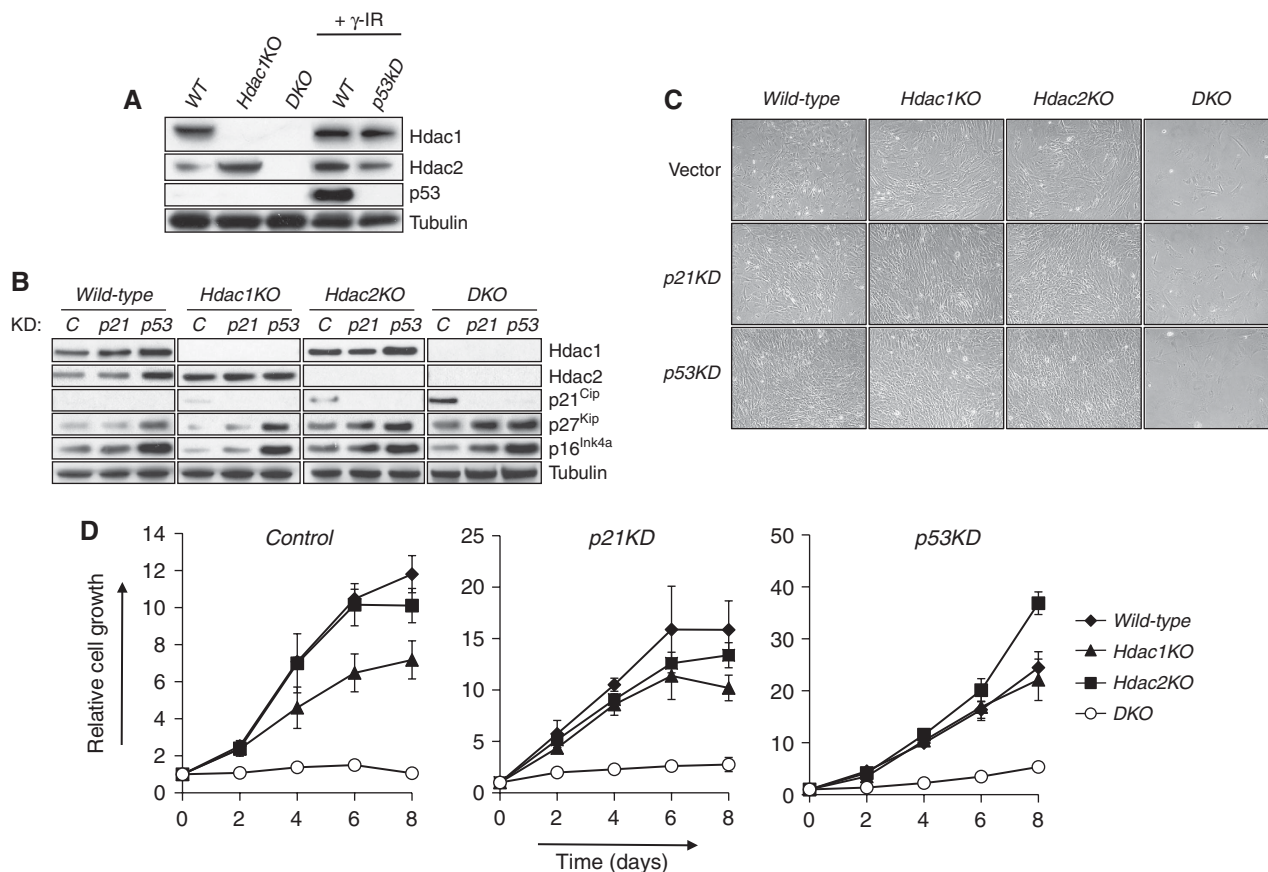 A
+ γ-IR
WT Hdac1KO DKO WT p53kD
Hdac1
Hdac2
p53
Tubulin
B
Wild-type Hdac1KO Hdac2KO DKO
KD: C p21 p53 C p21 p53 C p21 p53 C p21 p53
Hdac1
Hdac2
p21Cip
p27Kip
p16Ink4a
Tubulin
C
Wild-type Hdac1KO Hdac2KO DKO
Vector
p21KD
p53KD
D
Relative cell growth
Control
14
12
10
8
6
4
2
0
0 2 4 6 8
p21KD
25
20
15
10
5
0
0 2 4 6 8
Time (days)
p53KD
50
40
30
20
10
0
0 2 4 6 8
Wild-type
Hdac1KO
Hdac2KO
DKO